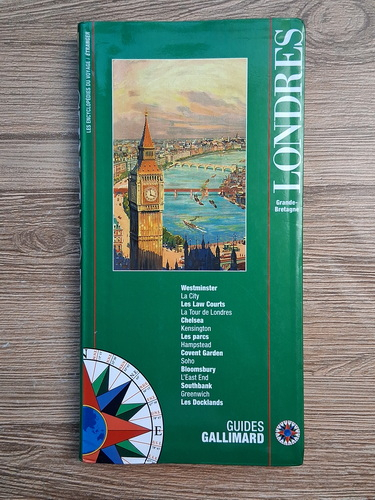 LES ENCYCLOPÉDIES DU VOYAGE / ÉTRANGER
LONDRES
Grande-
Bretagne
Westminster
La City
Les Law Courts
La Tour de Londres
Chelsea
Kensington
Les parcs
Hampstead
Covent Garden
Soho
Bloomsbury
L'East End
Southbank
Greenwich
Les Docklands
GUIDES
GALLIMARD
E